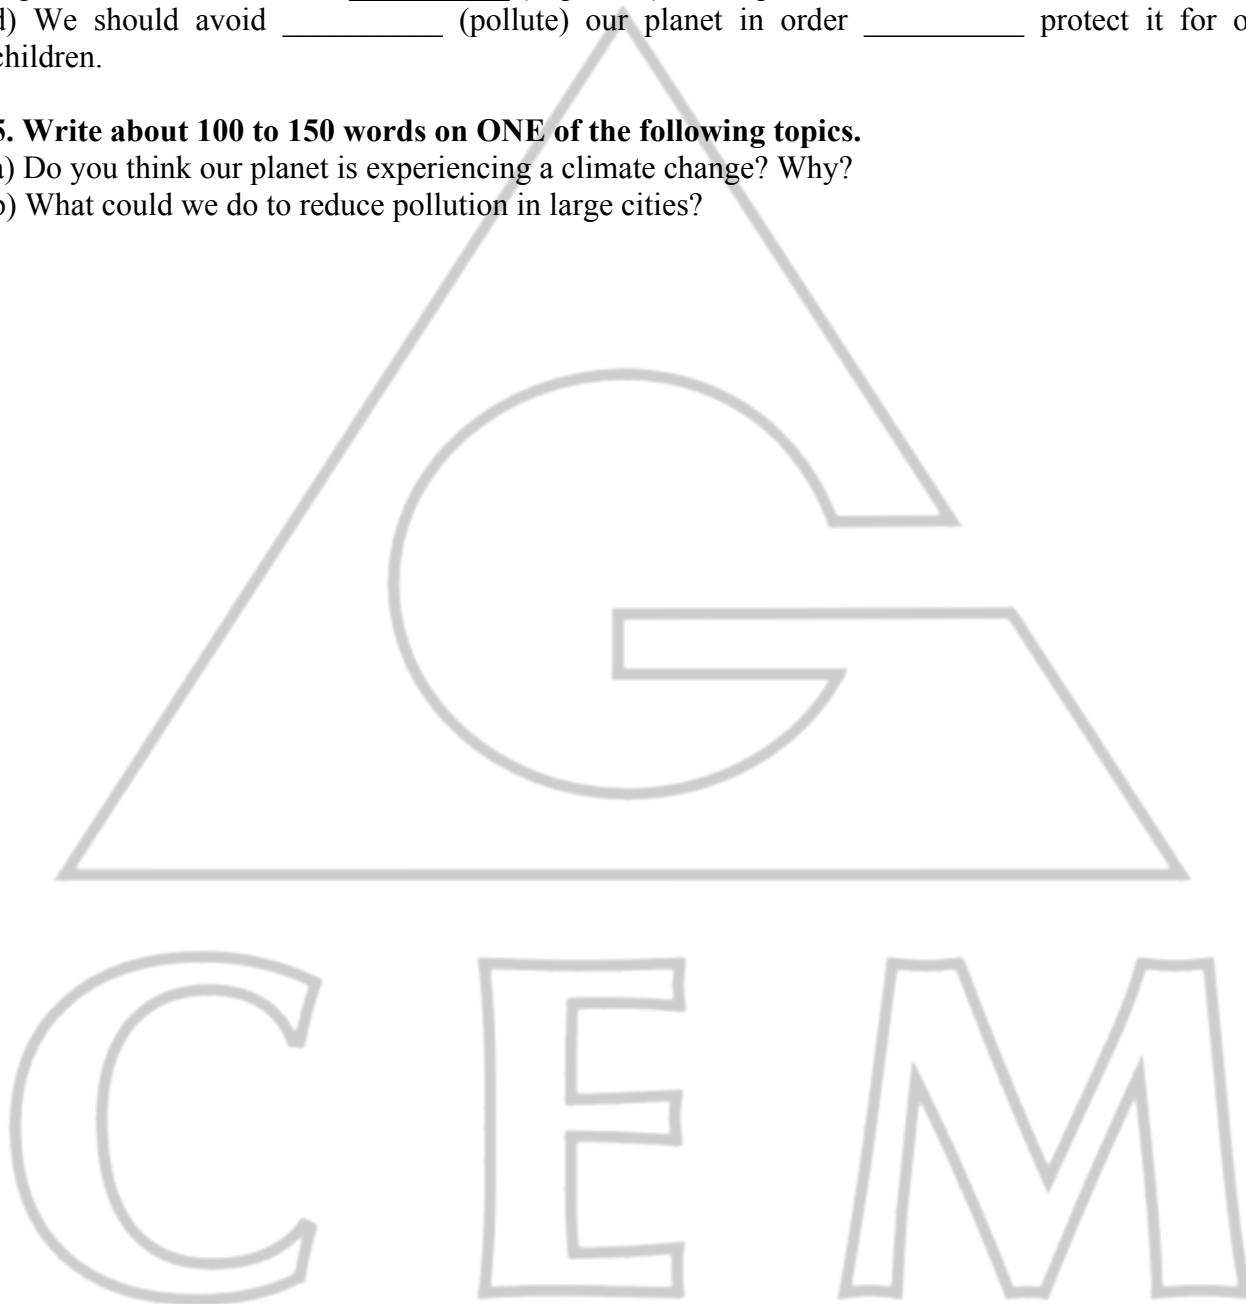 d) We should avoid __________ (pollute) our planet in order __________ protect it for
children.
5. Write about 100 to 150 words on ONE of the following topics.
a) Do you think our planet is experiencing a climate change? Why?
b) What could we do to reduce pollution in large cities?
CEM